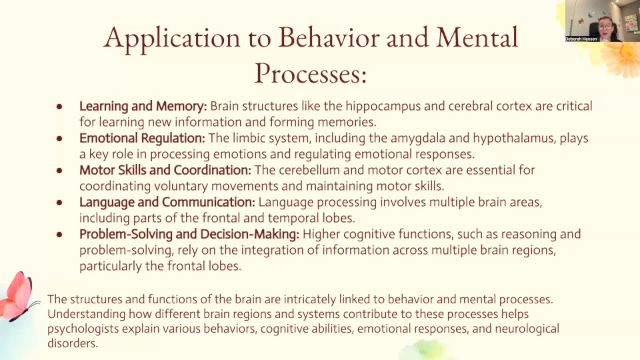 Application to Behavior and Mental
Processes:
Deborah Hanson
● Learning and Memory: Brain structures like the hippocampus and cerebral cortex are critical
for learning new information and forming memories.
● Emotional Regulation: The limbic system, including the amygdala and hypothalamus, plays
a key role in processing emotions and regulating emotional responses.
● Motor Skills and Coordination: The cerebellum and motor cortex are essential for
coordinating voluntary movements and maintaining motor skills.
● Language and Communication: Language processing involves multiple brain areas,
including parts of the frontal and temporal lobes.
● Problem-Solving and Decision-Making: Higher cognitive functions, such as reasoning and
problem-solving, rely on the integration of information across multiple brain regions,
particularly the frontal lobes.
The structures and functions of the brain are intricately linked to behavior and mental processes.
Understanding how different brain regions and systems contribute to these processes helps
psychologists explain various behaviors, cognitive abilities, emotional responses, and neurological
disorders.